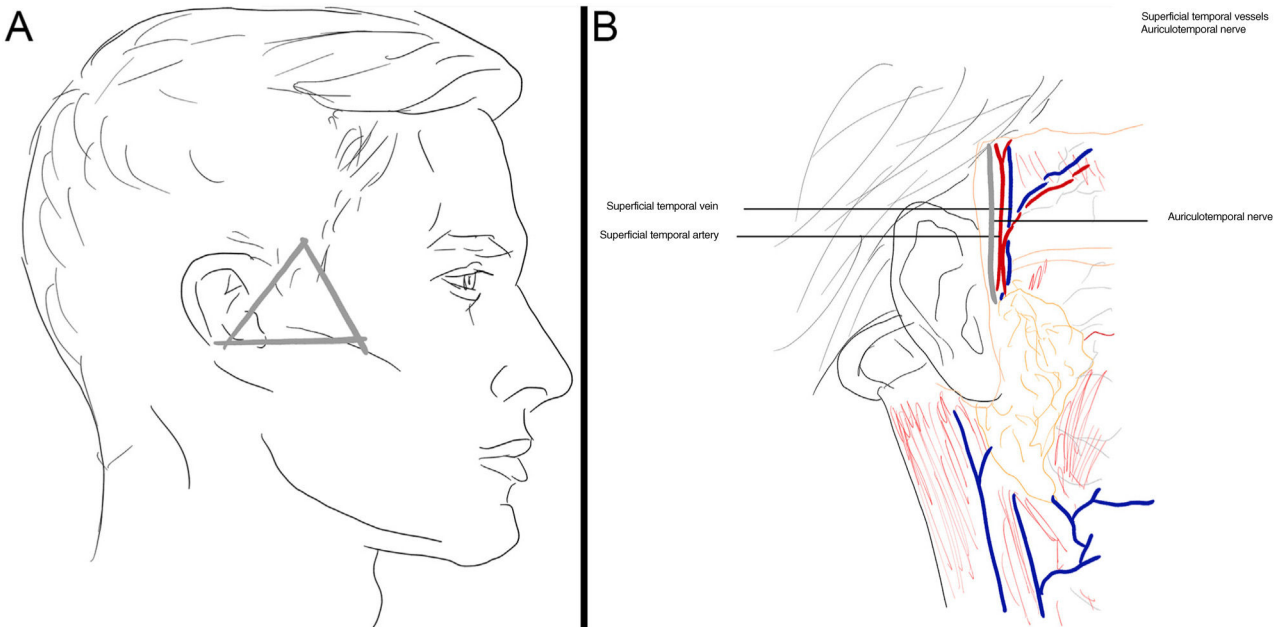 A
B
Superficial temporal vessels
Auriculotemporal nerve
Superficial temporal vein
Auriculotemporal nerve
Superficial temporal artery